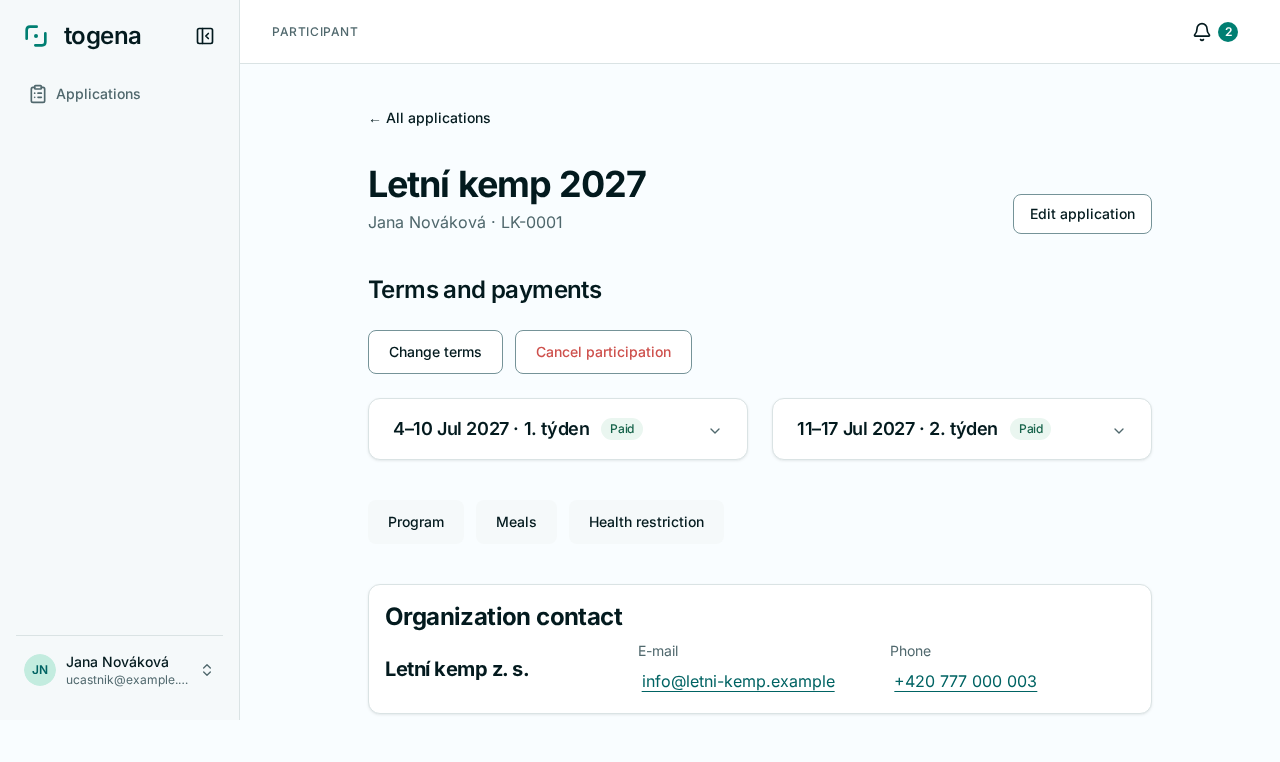 togena
Applications
PARTICIPANT
2
← All applications
Letní kemp 2027
Jana Nováková · LK-0001
Edit application
Terms and payments
Change terms
Cancel participation
4–10 Jul 2027 · 1. týden
Paid
11–17 Jul 2027 · 2. týden
Paid
Program
Meals
Health restriction
Organization contact
Letní kemp z. s.
E-mail
info@letni-kemp.example
Phone
+420 777 000 003
JN
Jana Nováková
ucastnik@example....